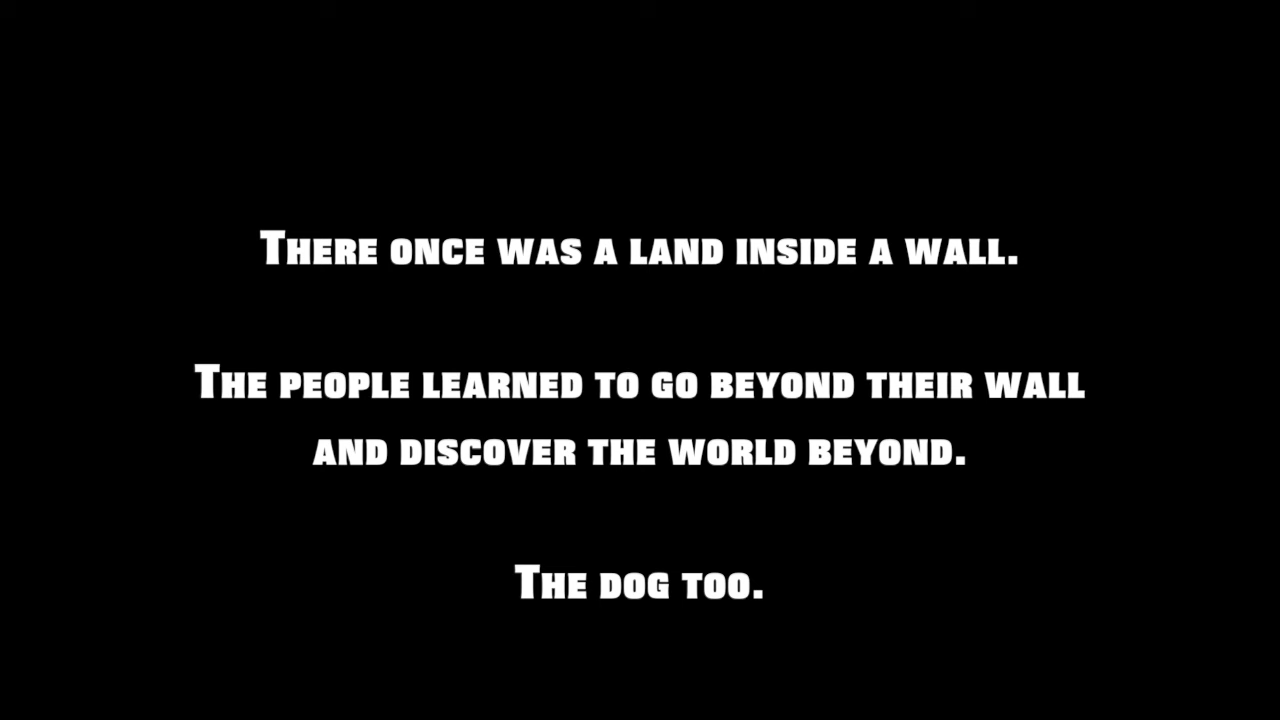 There once was a land inside a wall.
The people learned to go beyond their wall
and discover the world beyond.
The dog too.